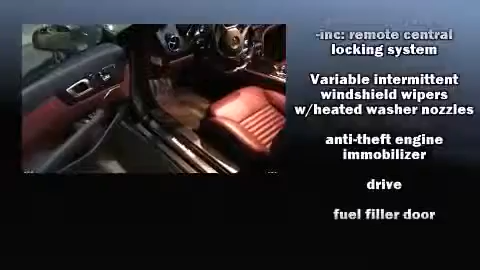 -inc: remote central
locking system
Variable intermittent
windshield wipers
w/heated washer nozzles
anti-theft engine
immobilizer
drive
fuel filler door